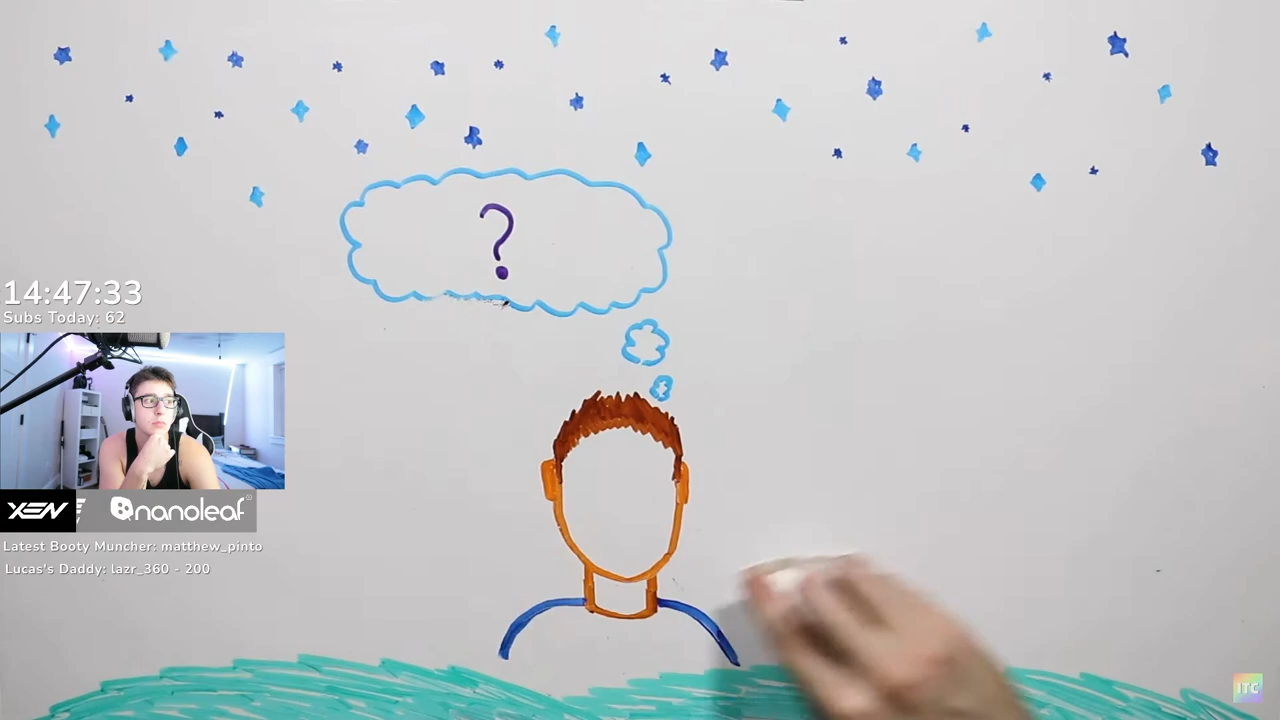 ?
14:47:33
Subs Today: 62
XEN
nanoleaf
Latest Booty Muncher: matthew_pinto
Lucas's Daddy: lazr_360 - 200
ITC